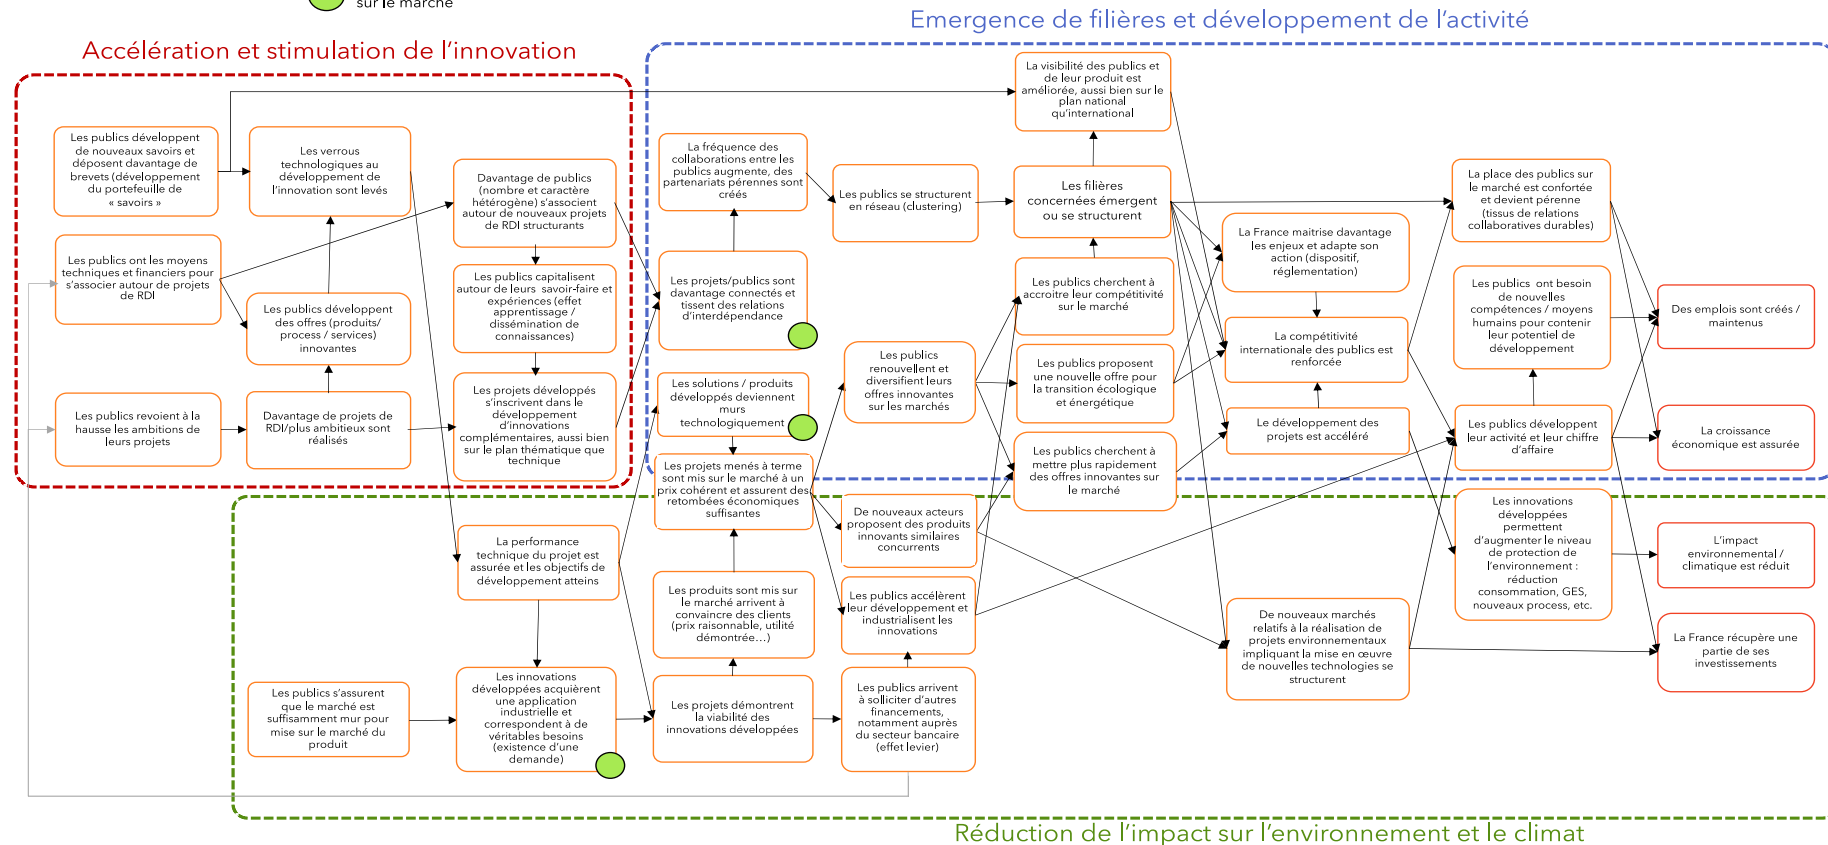 sur le marché
Emergence de filières et développement de l'activité
Accélération et stimulation de l'innovation
Les publics développent
de nouveaux savoirs et
déposent davantage de
brevets (développement
du portefeuille de
« savoirs »
Les verrous
technologiques au
développement de
l'innovation sont levés
Davantage de publics
(nombre et caractère
hétérogène) s'associent
autour de nouveaux projets
de RDI structurants
Les publics ont les moyens
techniques et financiers pour
s'associer autour de projets
de RDI
Les publics développent
des offres (produits/
process / services)
innovantes
Les publics capitalisent
autour de leurs savoir-faire et
expériences (effet
apprentissage /
dissémination de
connaissances)
Les publics revoient à la
hausse les ambitions de
leurs projets
Davantage de projets de
RDI/plus ambitieux sont
réalisés
Les projets développés
s'inscrivent dans le
développement
d'innovations
complémentaires, aussi bien
sur le plan thématique que
technique
La visibilité des publics et
de leur produit est
améliorée, aussi bien sur le
plan national
qu'international
La fréquence des
collaborations entre les
publics augmente, des
partenariats pérennes sont
créés
Les publics se structurent
en réseau (clustering)
Les filières
concernées émergent
ou se structurent
La place des publics sur
le marché est confortée
et devient pérenne
(tissus de relations
collaboratives durables)
La France maitrise davantage
les enjeux et adapte son
action (dispositif,
réglementation)
Les projets/publics sont
davantage connectés et
tissent des relations
d'interdépendance
Les publics cherchent à
accroitre leur compétitivité
sur le marché
Les publics ont besoin
de nouvelles
compétences / moyens
humains pour contenir
leur potentiel de
développement
Des emplois sont créés /
maintenus
Les publics
renouvellent et
diversifient leurs
offres innovantes
sur les marchés
Les publics proposent
une nouvelle offre pour
la transition écologique
et énergétique
La compétitivité
internationale des publics est
renforcée
Les solutions / produits
développés deviennent
murs
technologiquement
Le développement des
projets est accéléré
Les publics développent
leur activité et leur chiffre
d'affaire
La croissance
économique est assurée
Les projets menés à terme
sont mis sur le marché à un
prix cohérent et assurent des
retombées économiques
suffisantes
Les publics cherchent à
mettre plus rapidement
des offres innovantes sur
le marché
De nouveaux acteurs
proposent des produits
innovants similaires
concurrents
Les innovations
développées
permettent
d'augmenter le niveau
de protection de
l'environnement :
réduction
consommation, GES,
nouveaux process, etc.
L'impact
environnemental /
climatique est réduit
La performance
technique du projet est
assurée et les objectifs de
développement atteins
Les produits sont mis sur
le marché arrivent à
convaincre des clients
(prix raisonnable, utilité
démontrée...)
Les publics accélèrent
leur développement et
industrialisent les
innovations
De nouveaux marchés
relatifs à la réalisation de
projets environnementaux
impliquant la mise en œuvre
de nouvelles technologies se
structurent
La France récupère une
partie de ses
investissements
Les publics s'assurent
que le marché est
suffisamment mur pour
mise sur le marché du
produit
Les innovations
développées acquièrent
une application
industrielle et
correspondent à de
véritables besoins
(existence d'une
demande)
Les projets démontrent
la viabilité des
innovations développées
Les publics arrivent
à solliciter d'autres
financements,
notamment auprès
du secteur bancaire
(effet levier)
Réduction de l'impact sur l'environnement et le climat